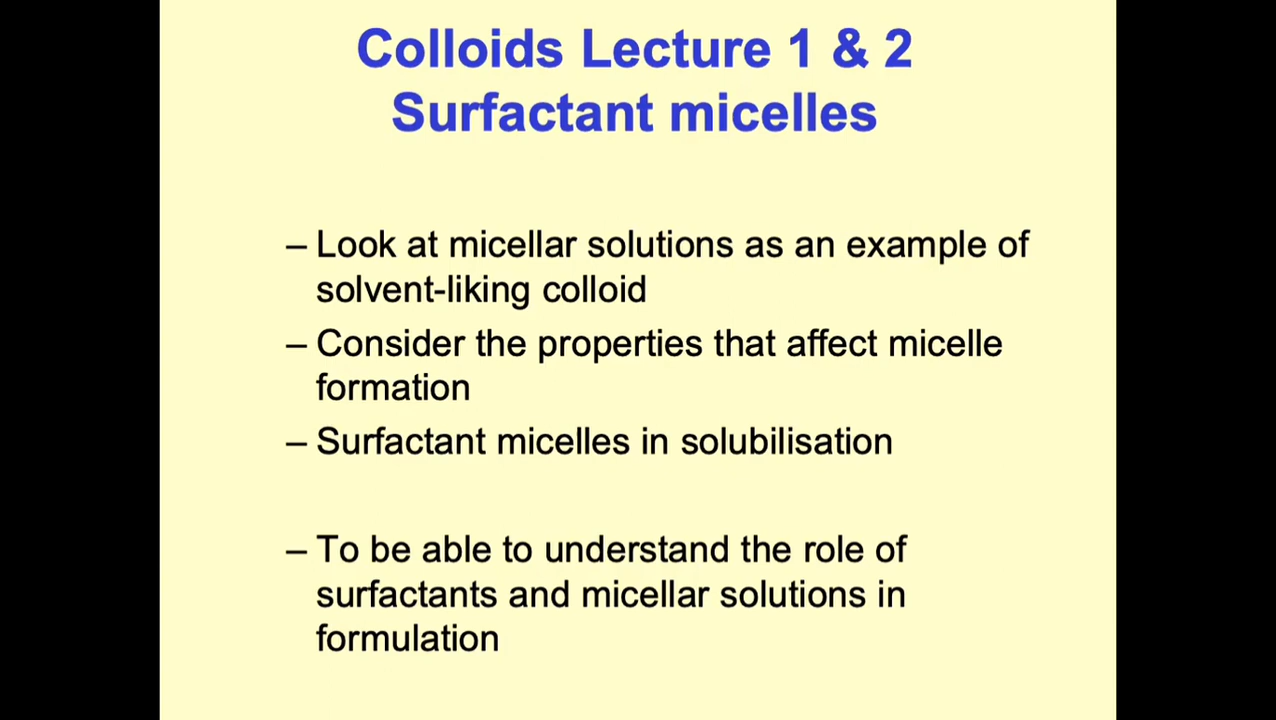 Colloids Lecture 1 & 2
Surfactant micelles
– Look at micellar solutions as an example of
solvent-liking colloid
– Consider the properties that affect micelle
formation
– Surfactant micelles in solubilisation
– To be able to understand the role of
surfactants and micellar solutions in
formulation